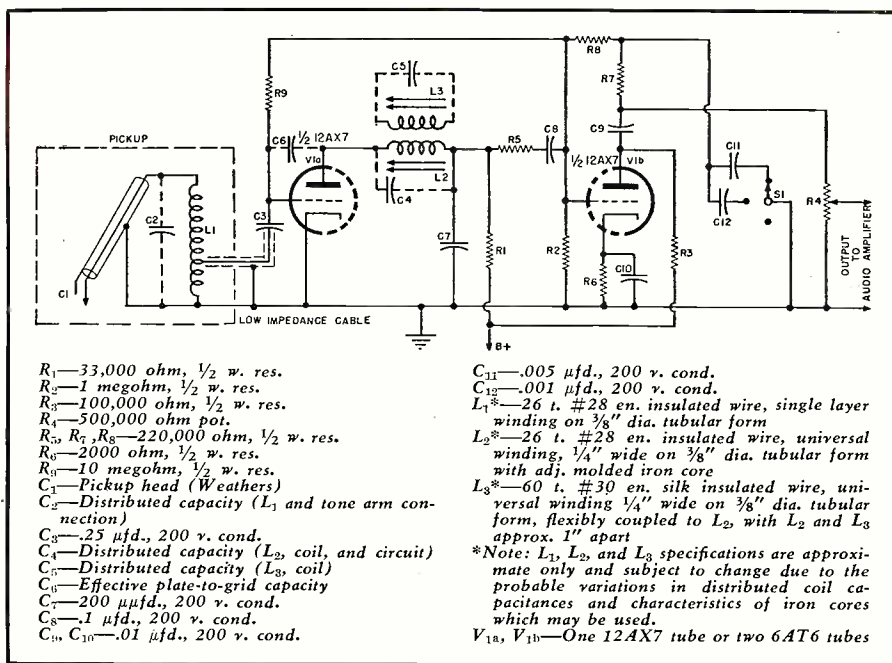 PICKUP
C1
C2
L1
LOW IMPEDANCE CABLE
C3
R9
C6
1/2 12AX7
V1a
C5
L3
L2
C4
C7
R1
R5
C8
R8
R7
C9
1/2 12AX7
V1b
R2
R6
C10
R3
B+
C11
C12
S1
R4
OUTPUT TO AUDIO AMPLIFIER
R₁—33,000 ohm, 1/2 w. res.
R₂—1 megohm, 1/2 w. res.
R₃—100,000 ohm, 1/2 w. res.
R₄—500,000 ohm pot.
R₅, R₇ ,R₈—220,000 ohm, 1/2 w. res.
R₆—2000 ohm, 1/2 w. res.
R₉—10 megohm, 1/2 w. res.
C₁—Pickup head (Weathers)
C₂—Distributed capacity (L₁ and tone arm con-
nection)
C₃—.25 μfd., 200 v. cond.
C₄—Distributed capacity (L₂, coil, and circuit)
C₅—Distributed capacity (L₃, coil)
C₆—Effective plate-to-grid capacity
C₇—200 μμfd., 200 v. cond.
C₈—.1 μfd., 200 v. cond.
C₉, C₁₀—.01 μfd., 200 v. cond.
C₁₁—.005 μfd., 200 v. cond.
C₁₂—.001 μfd., 200 v. cond.
L₁*—26 t. #28 en. insulated wire, single layer
winding on 3/8" dia. tubular form
L₂*—26 t. #28 en. insulated wire, universal
winding, 1/4" wide on 3/8" dia. tubular form
with adj. molded iron core
L₃*—60 t. #30 en. silk insulated wire, uni-
versal winding 1/4" wide on 3/8" dia. tubular
form, flexibly coupled to L₂, with L₂ and L₃
approx. 1" apart
*Note: L₁, L₂, and L₃ specifications are approxi-
mate only and subject to change due to the
probable variations in distributed coil ca-
pacitances and characteristics of iron cores
which may be used.
V₁ₐ, V₁b—One 12AX7 tube or two 6AT6 tubes